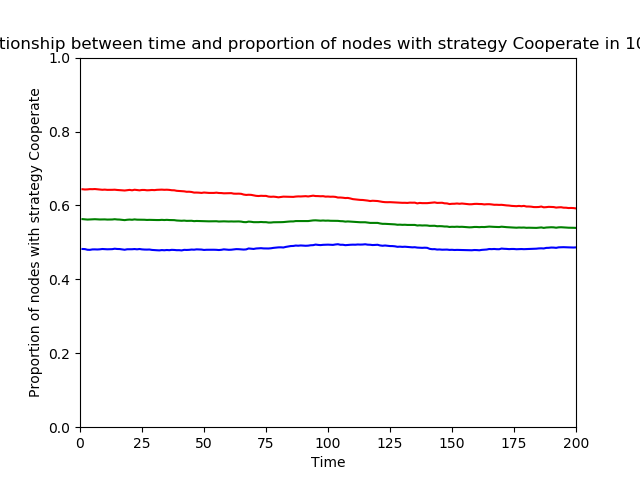 tionship between time and proportion of nodes with strategy Cooperate in 10
1.0
0.8
0.6
0.4
0.2
0.0
Proportion of nodes with strategy Cooperate
0 25 50 75 100 125 150 175 200
Time